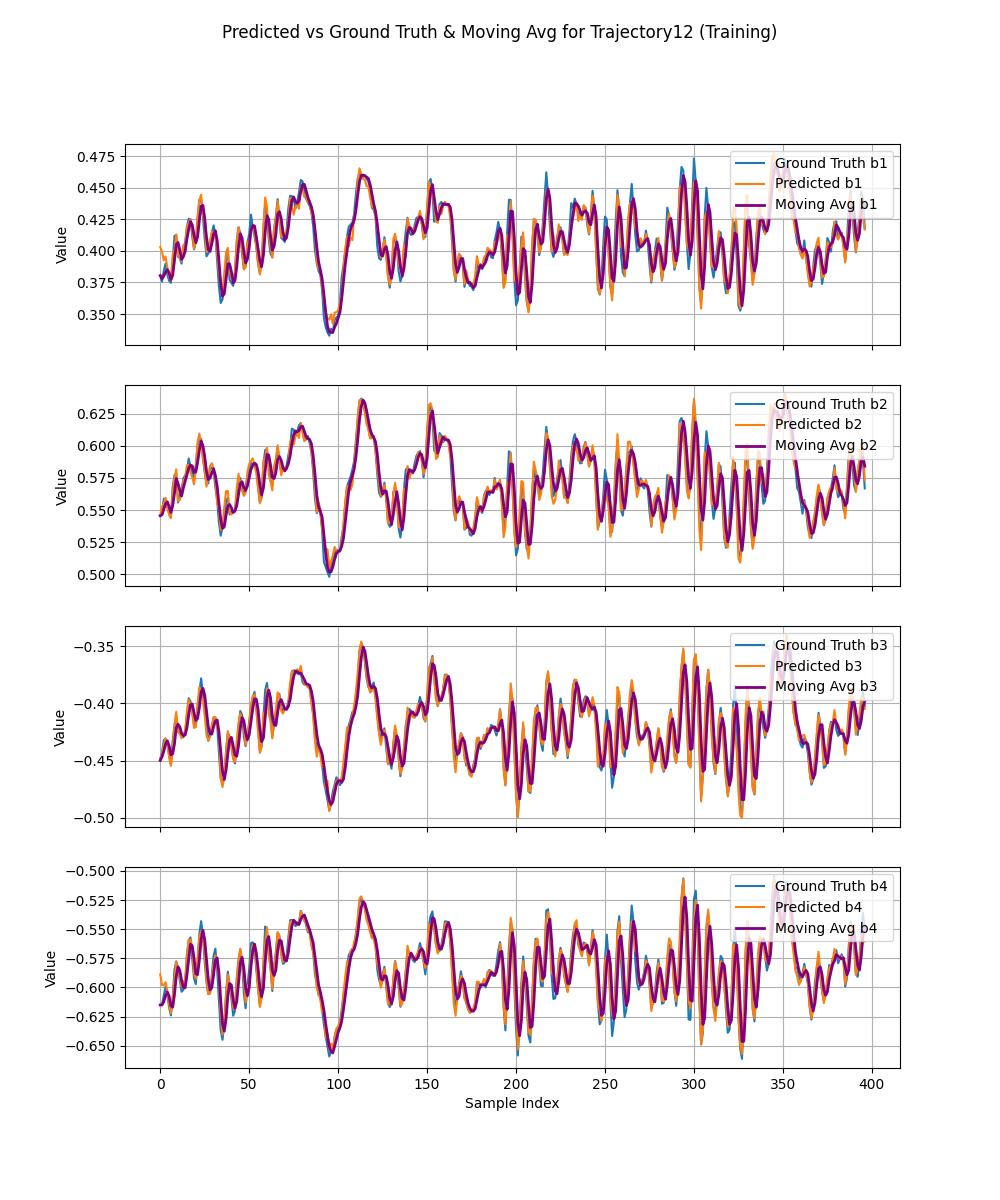 Predicted vs Ground Truth & Moving Avg for Trajectory12 (Training)
0.475
0.450
0.425
0.400
0.375
0.350
Value
Ground Truth b1
Predicted b1
Moving Avg b1
0.625
0.600
0.575
0.550
0.525
0.500
Value
Ground Truth b2
Predicted b2
Moving Avg b2
−0.35
−0.40
−0.45
−0.50
Value
Ground Truth b3
Predicted b3
Moving Avg b3
−0.500
−0.525
−0.550
−0.575
−0.600
−0.625
−0.650
Value
Ground Truth b4
Predicted b4
Moving Avg b4
0 50 100 150 200 250 300 350 400
Sample Index